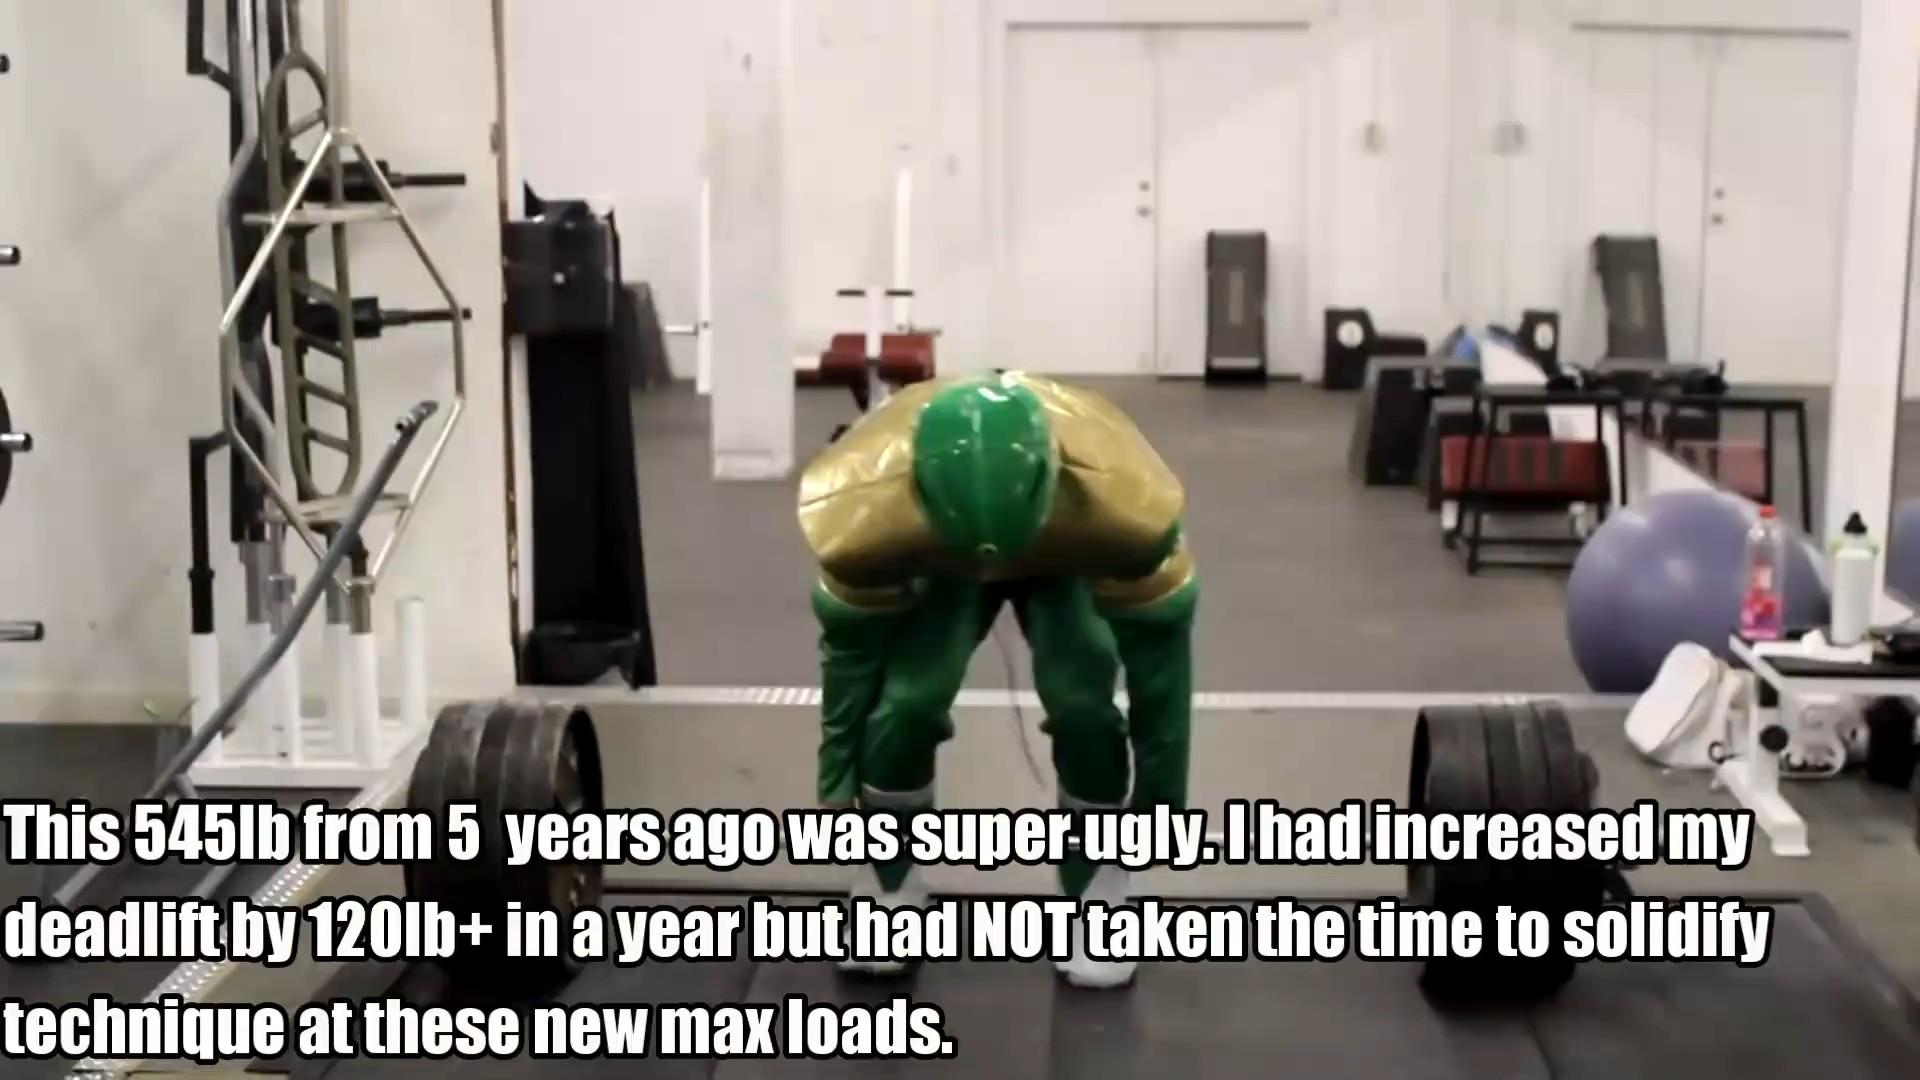 This 545lb from 5 years ago was super ugly. I had increased my
deadlift by 120lb+ in a year but had NOT taken the time to solidify
technique at these new max loads.